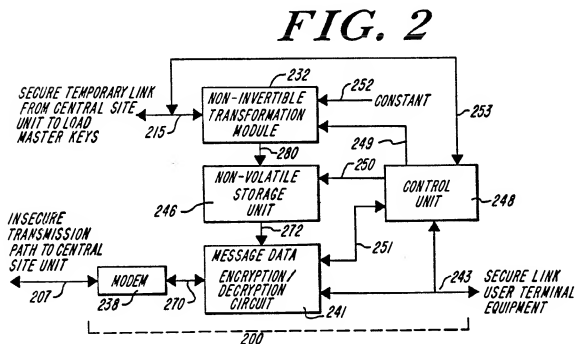 FIG. 2
232
SECURE TEMPORARY LINK
FROM CENTRAL SITE
UNIT TO LOAD
MASTER KEYS
215
NON-INVERTIBLE
TRANSFORMATION
MODULE
252
CONSTANT
253
249
280
250
NON-VOLATILE
STORAGE
UNIT
246
CONTROL
UNIT
248
272
INSECURE
TRANSMISSION
PATH TO CENTRAL
SITE UNIT
207
MODEM
238
270
MESSAGE DATA
ENCRYPTION/
DECRYPTION
CIRCUIT
241
251
243
SECURE LINK
USER TERMINAL
EQUIPMENT
200